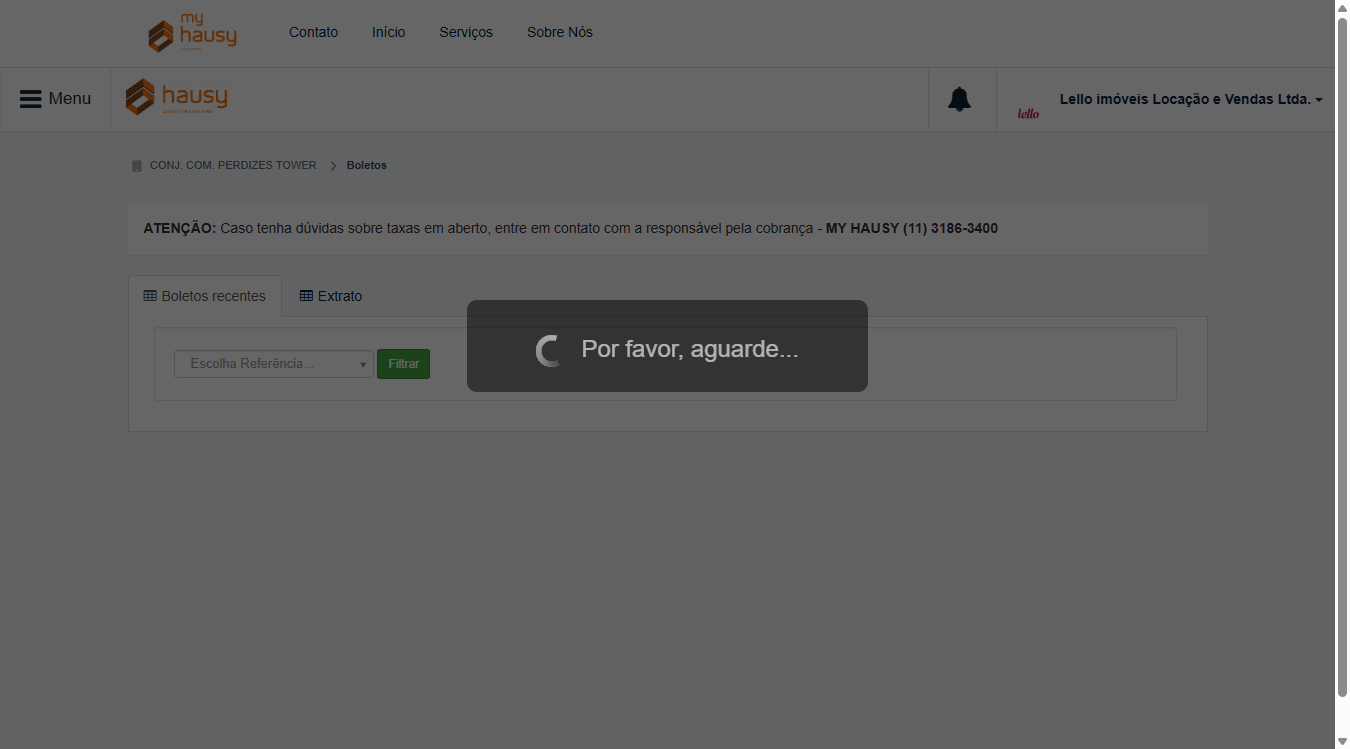 my
hausy
Contato
Início
Serviços
Sobre Nós
Menu
hausy
lello
Lello imóveis Locação e Vendas Ltda.
CONJ. COM. PERDIZES TOWER
Boletos
ATENÇÃO: Caso tenha dúvidas sobre taxas em aberto, entre em contato com a responsável pela cobrança - MY HAUSY (11) 3186-3400
Boletos recentes
Extrato
Por favor, aguarde...
Escolha Referência...
Filtrar